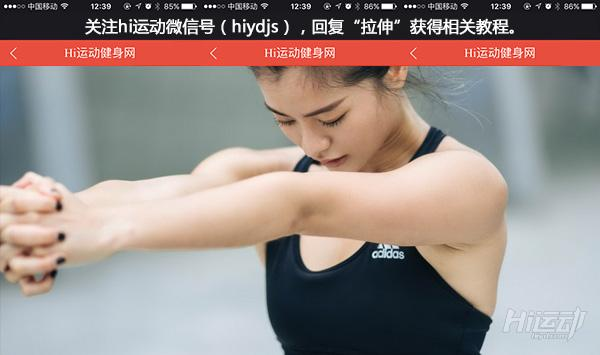 中国移动 12:39 85%
中国移动 12:39 86%
中国移动 12:39 86%
关注hi运动微信号（hiydjs），回复“拉伸”获得相关教程。
Hi运动健身网
Hi运动健身网
Hi运动健身网
adidas
Hi运动